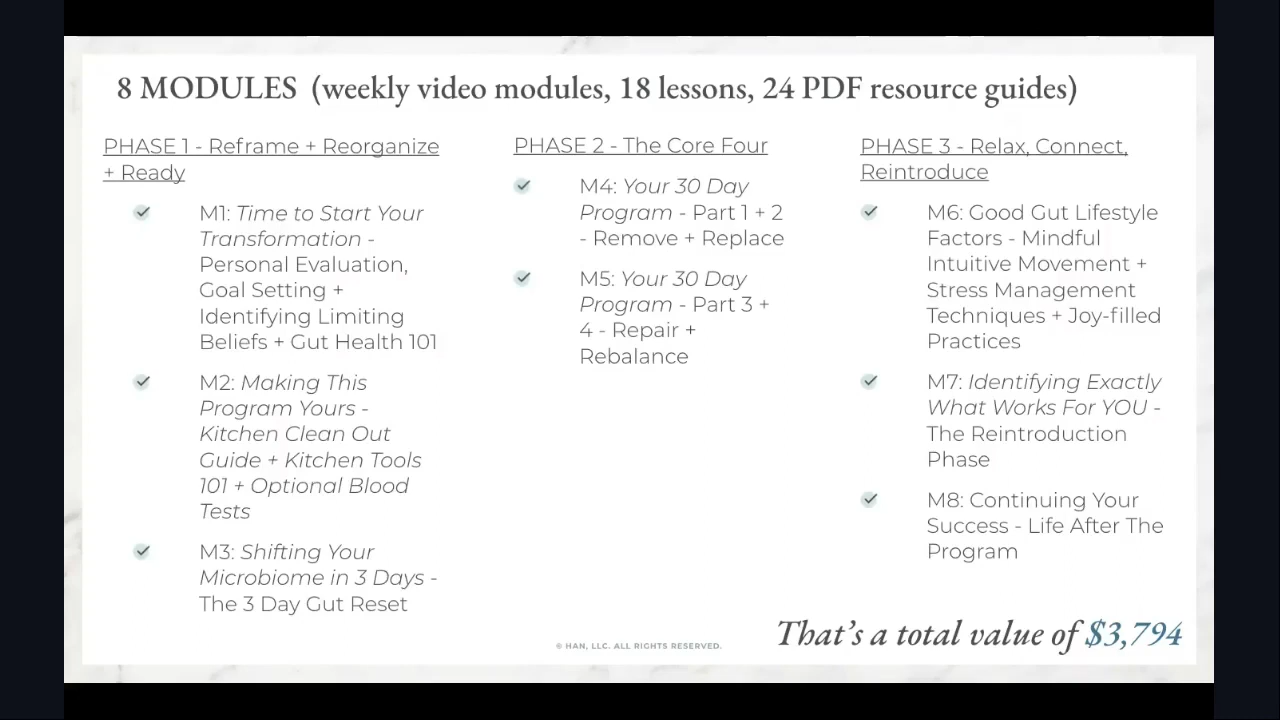 8 MODULES (weekly video modules, 18 lessons, 24 PDF resource guides)
PHASE 1 - Reframe + Reorganize
+ Ready
M1: Time to Start Your
Transformation -
Personal Evaluation,
Goal Setting +
Identifying Limiting
Beliefs + Gut Health 101
M2: Making This
Program Yours -
Kitchen Clean Out
Guide + Kitchen Tools
101 + Optional Blood
Tests
M3: Shifting Your
Microbiome in 3 Days -
The 3 Day Gut Reset
PHASE 2 - The Core Four
M4: Your 30 Day
Program - Part 1 + 2
- Remove + Replace
M5: Your 30 Day
Program - Part 3 +
4 - Repair +
Rebalance
PHASE 3 - Relax, Connect,
Reintroduce
M6: Good Gut Lifestyle
Factors - Mindful
Intuitive Movement +
Stress Management
Techniques + Joy-filled
Practices
M7: Identifying Exactly
What Works For YOU -
The Reintroduction
Phase
M8: Continuing Your
Success - Life After The
Program
That's a total value of $3,794
© HAN, LLC. ALL RIGHTS RESERVED.